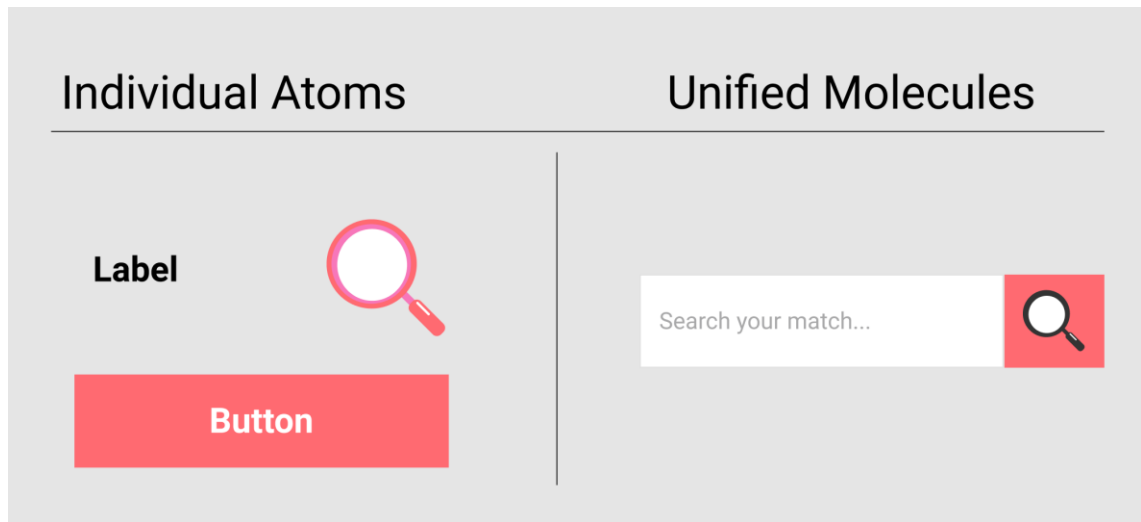 Individual Atoms
Unified Molecules
Label
Button
Search your match...